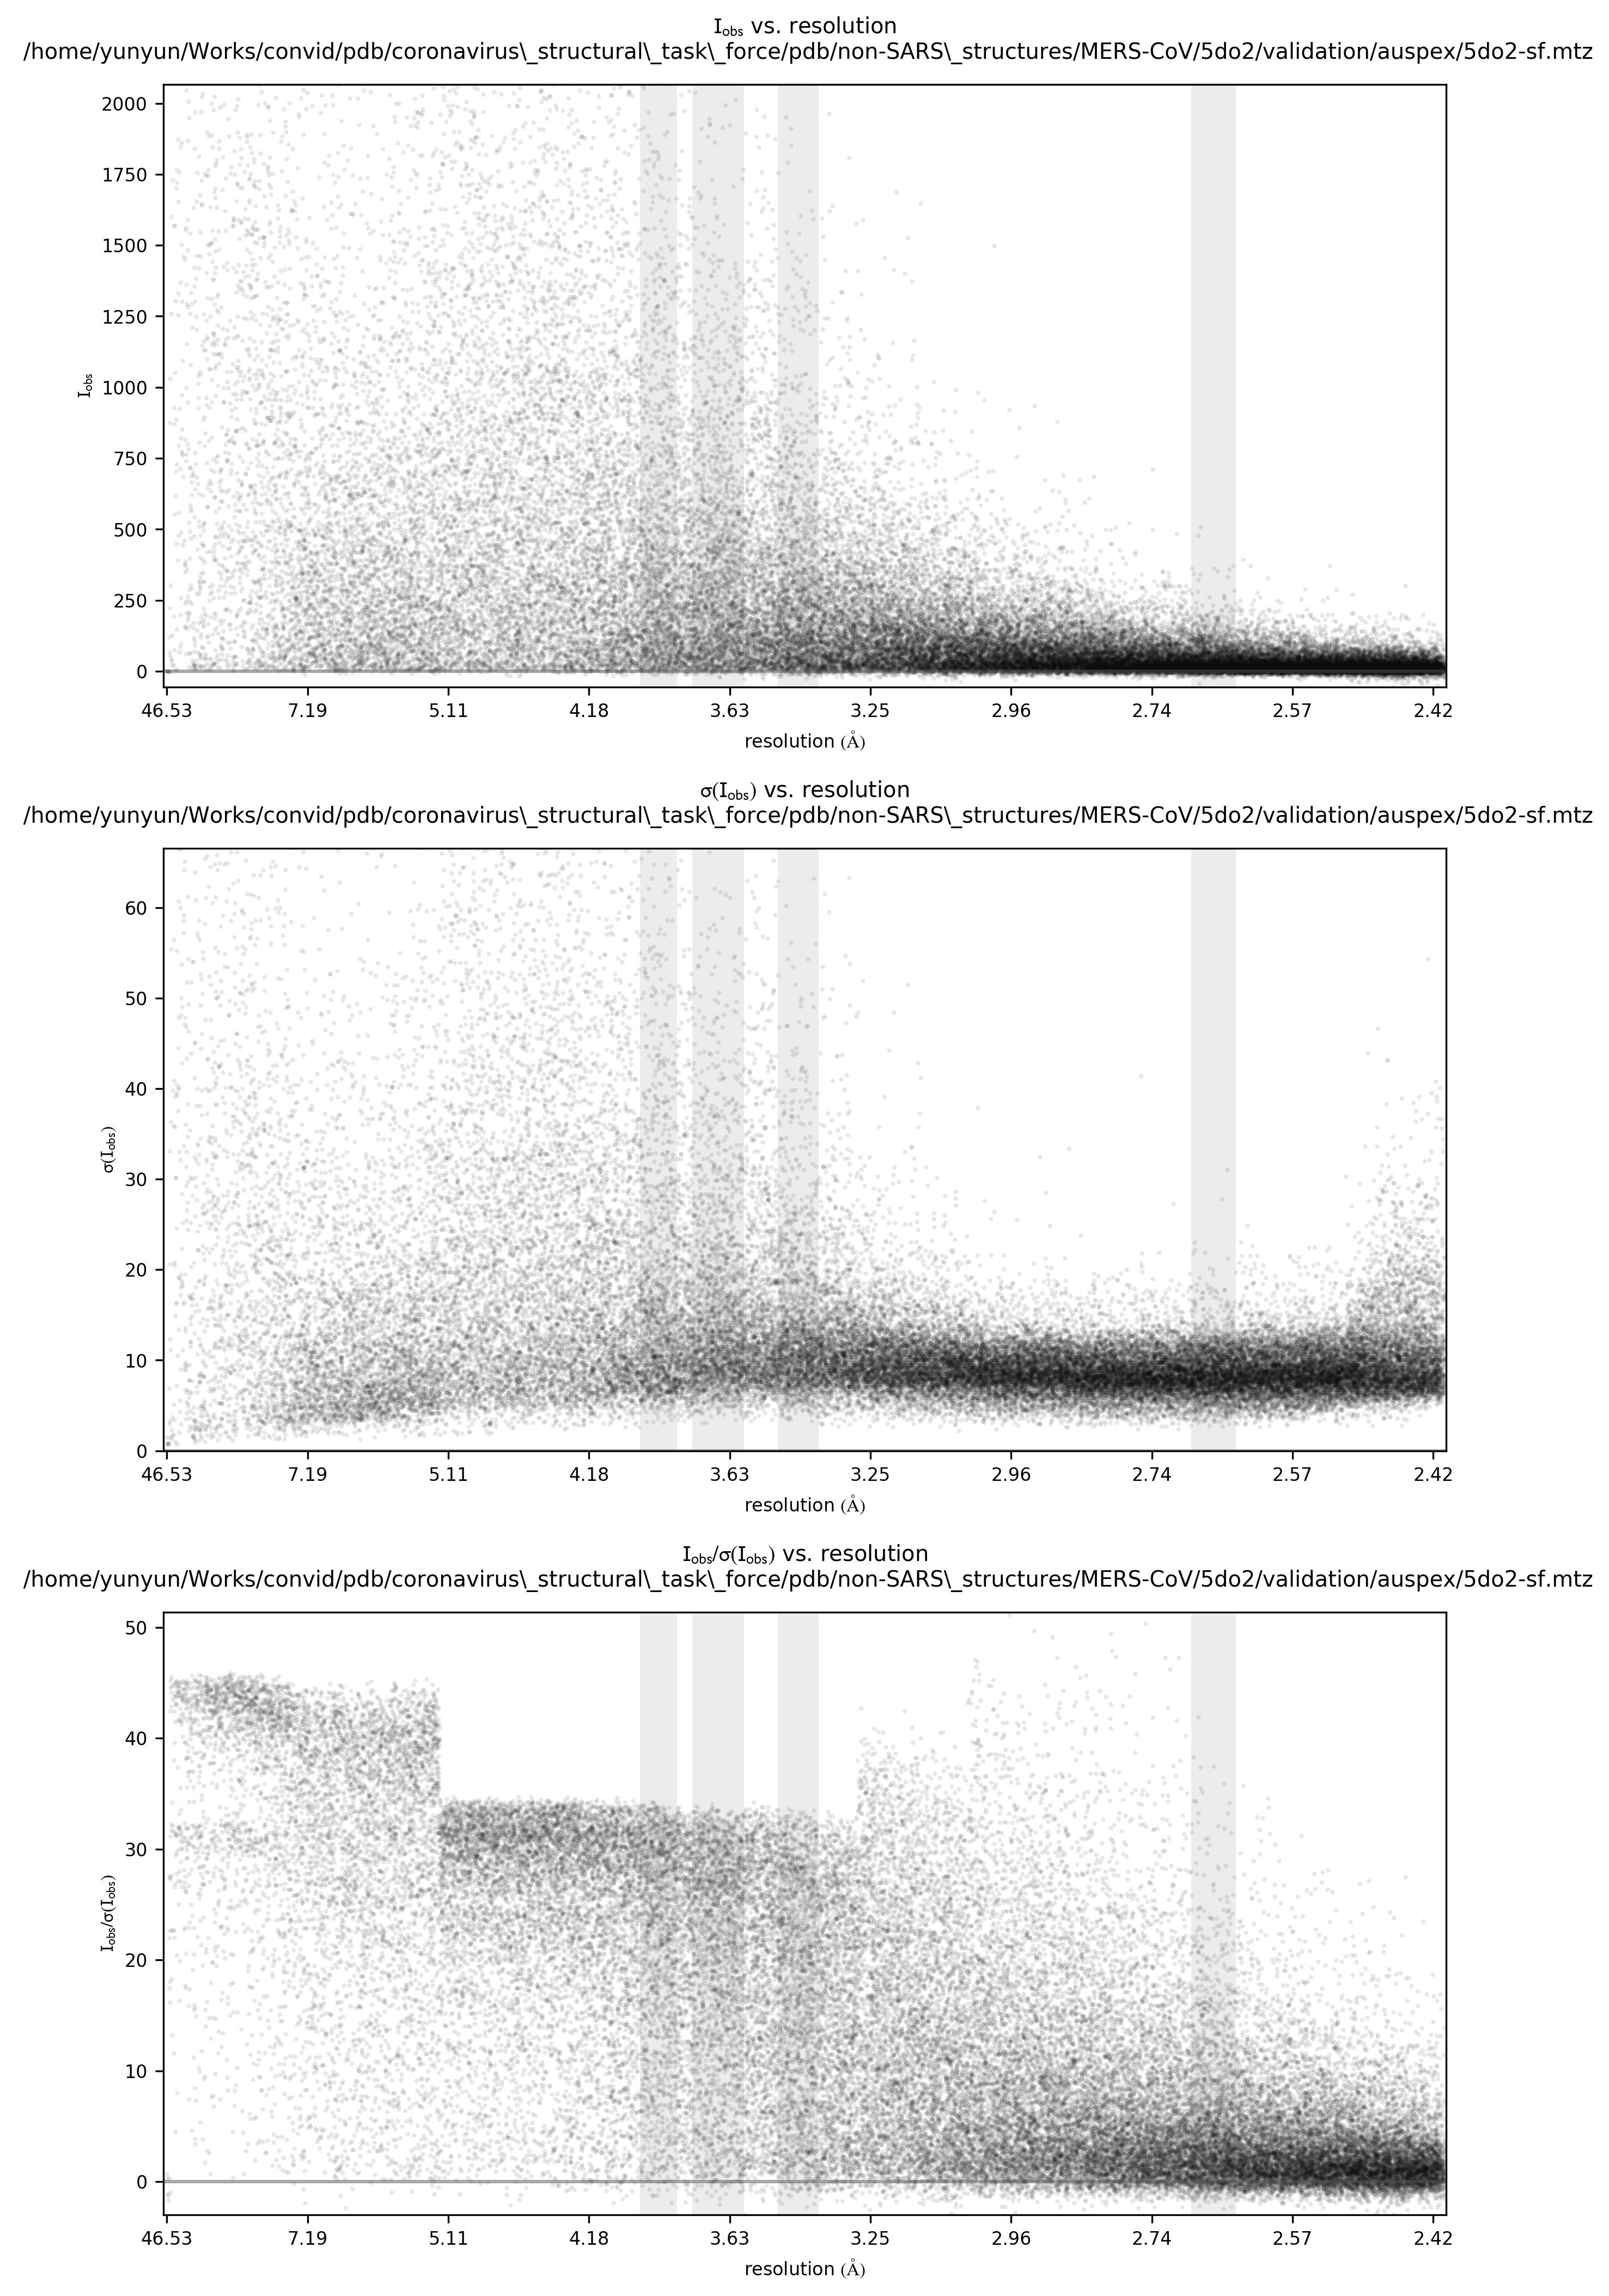 I_obs vs. resolution
/home/yunyun/Works/convid/pdb/coronavirus\_structural\_task\_force/pdb/non-SARS\_structures/MERS-CoV/5do2/validation/auspex/5do2-sf.mtz
2000
1750
1500
1250
1000
750
500
250
0
I_obs
46.53 7.19 5.11 4.18 3.63 3.25 2.96 2.74 2.57 2.42
resolution (Å)
σ(I_obs) vs. resolution
/home/yunyun/Works/convid/pdb/coronavirus\_structural\_task\_force/pdb/non-SARS\_structures/MERS-CoV/5do2/validation/auspex/5do2-sf.mtz
60
50
40
30
20
10
0
σ(I_obs)
46.53 7.19 5.11 4.18 3.63 3.25 2.96 2.74 2.57 2.42
resolution (Å)
I_obs/σ(I_obs) vs. resolution
/home/yunyun/Works/convid/pdb/coronavirus\_structural\_task\_force/pdb/non-SARS\_structures/MERS-CoV/5do2/validation/auspex/5do2-sf.mtz
50
40
30
20
10
0
I_obs/σ(I_obs)
46.53 7.19 5.11 4.18 3.63 3.25 2.96 2.74 2.57 2.42
resolution (Å)